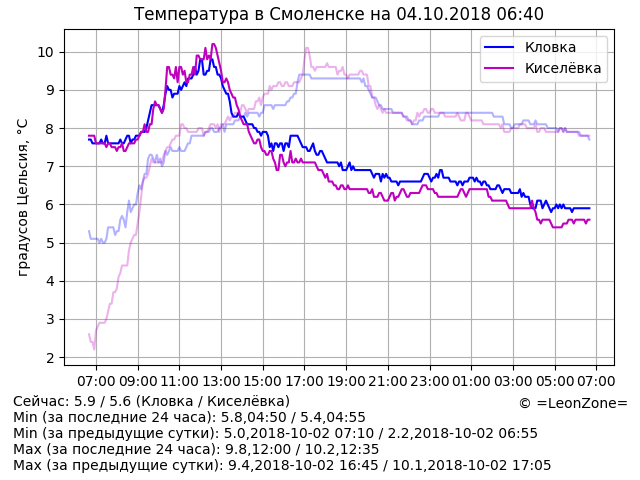 Температура в Смоленске на 04.10.2018 06:40
градусов Цельсия, °C
10
9
8
7
6
5
4
3
2
Кловка
Киселёвка
07:00 09:00 11:00 13:00 15:00 17:00 19:00 21:00 23:00 01:00 03:00 05:00 07:00
Сейчас: 5.9 / 5.6 (Кловка / Киселёвка)
© =LeonZone=
Min (за последние 24 часа): 5.8,04:50 / 5.4,04:55
Min (за предыдущие сутки): 5.0,2018-10-02 07:10 / 2.2,2018-10-02 06:55
Max (за последние 24 часа): 9.8,12:00 / 10.2,12:35
Max (за предыдущие сутки): 9.4,2018-10-02 16:45 / 10.1,2018-10-02 17:05